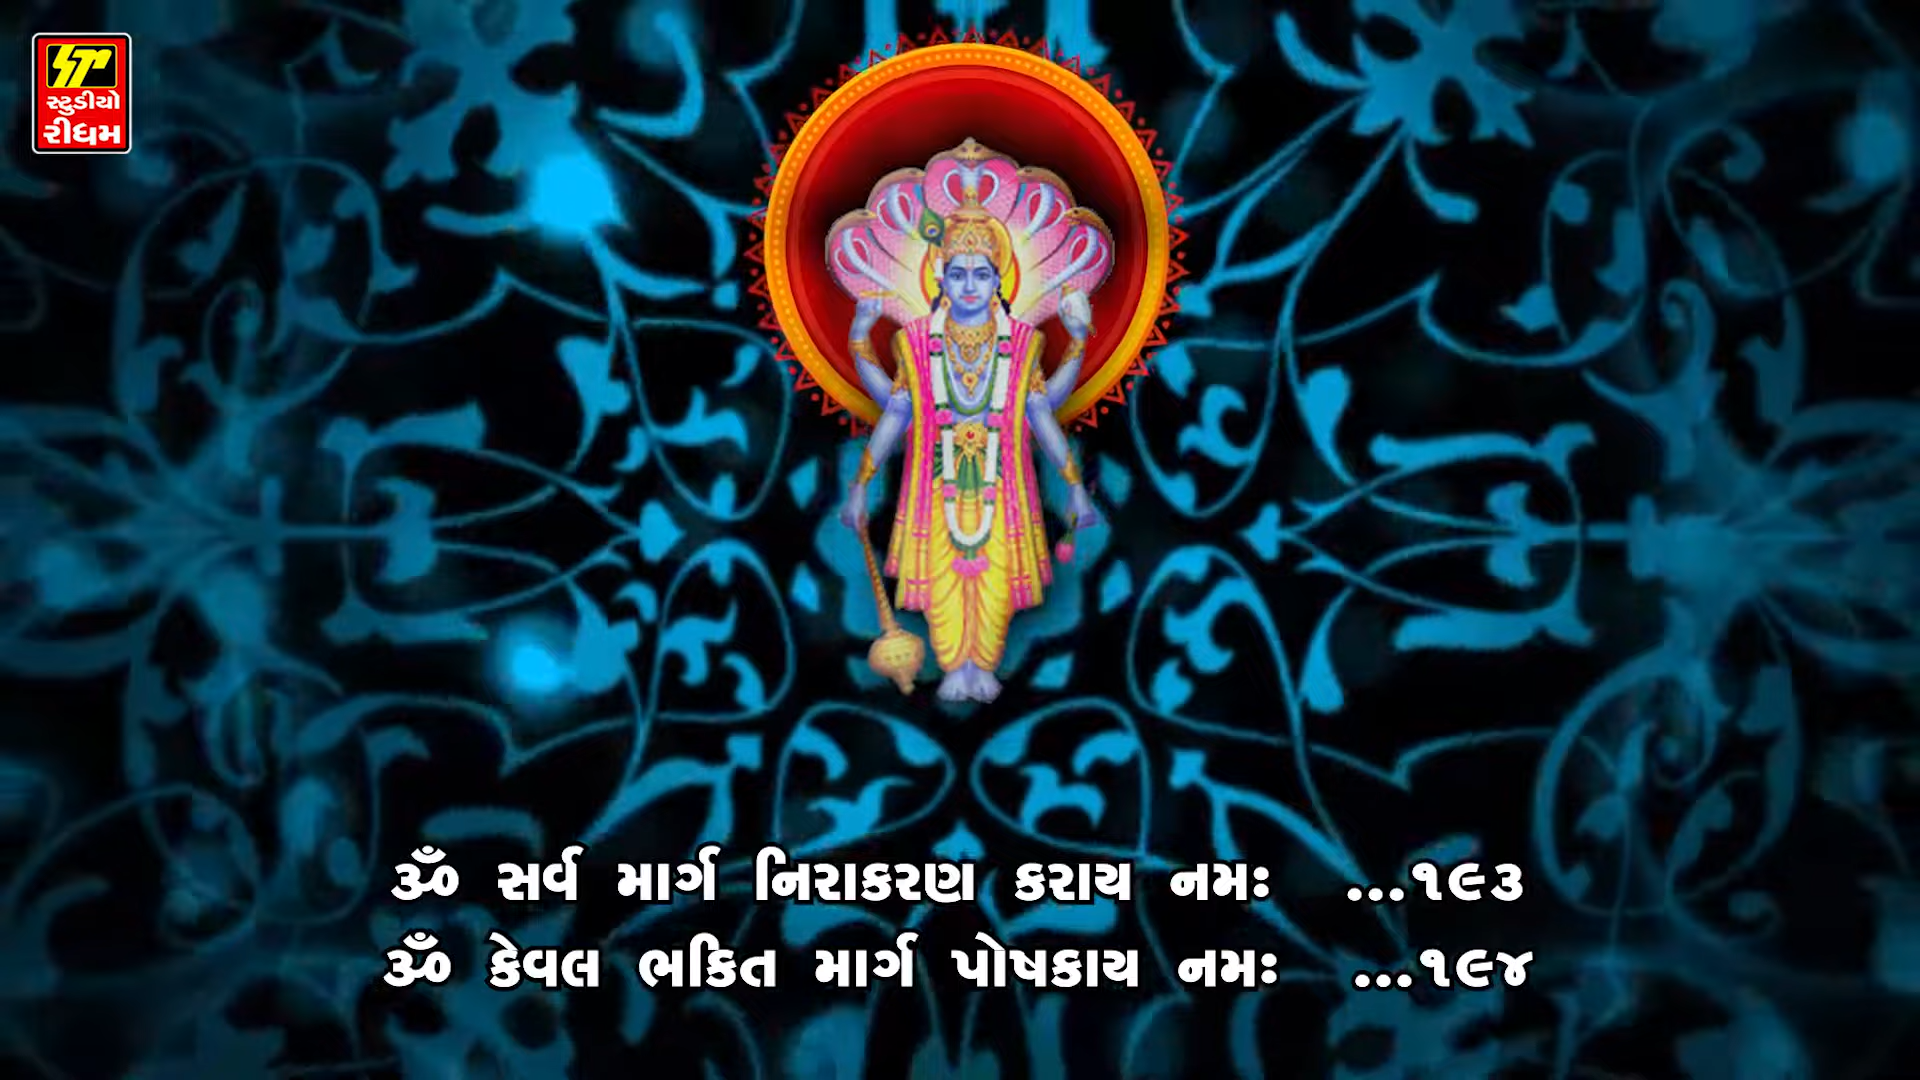 સ્ટુડીયો
રીધમ
ૐ સર્વ માર્ગ નિરાકરણ કરાય નમઃ ...૧૯૩
ૐ કેવલ ભકિત માર્ગ પોષકાય નમઃ ...૧૯૪